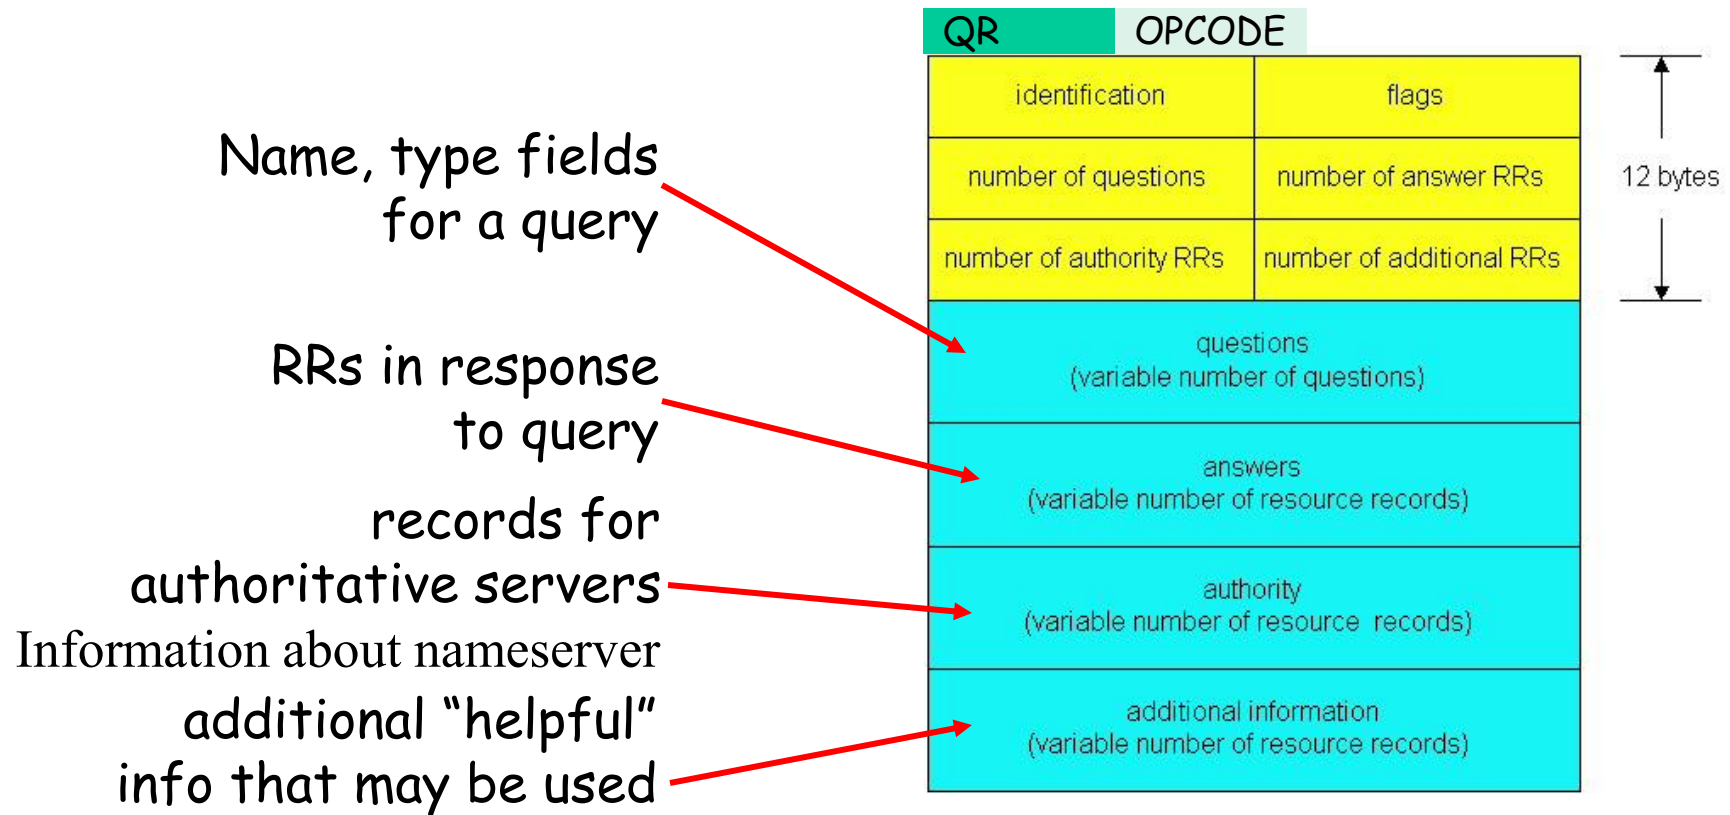 QR OPCODE
identification flags
number of questions number of answer RRs
number of authority RRs number of additional RRs
12 bytes
Name, type fields
for a query
questions
(variable number of questions)
RRs in response
to query
answers
(variable number of resource records)
records for
authoritative servers
Information about nameserver
authority
(variable number of resource records)
additional “helpful”
info that may be used
additional information
(variable number of resource records)